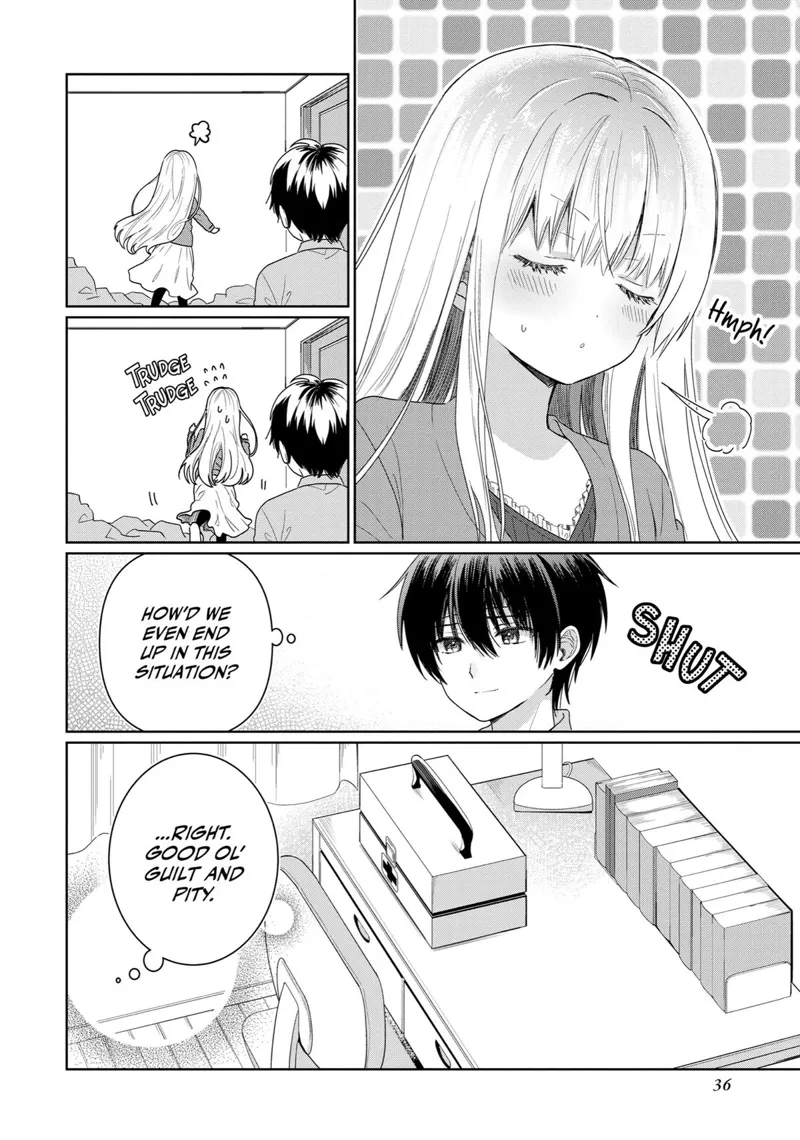 Hmph!
TRUDGE
TRUDGE
SHUT
HOW'D WE
EVEN END
UP IN THIS
SITUATION?
...RIGHT.
GOOD OL'
GUILT AND
PITY.
36